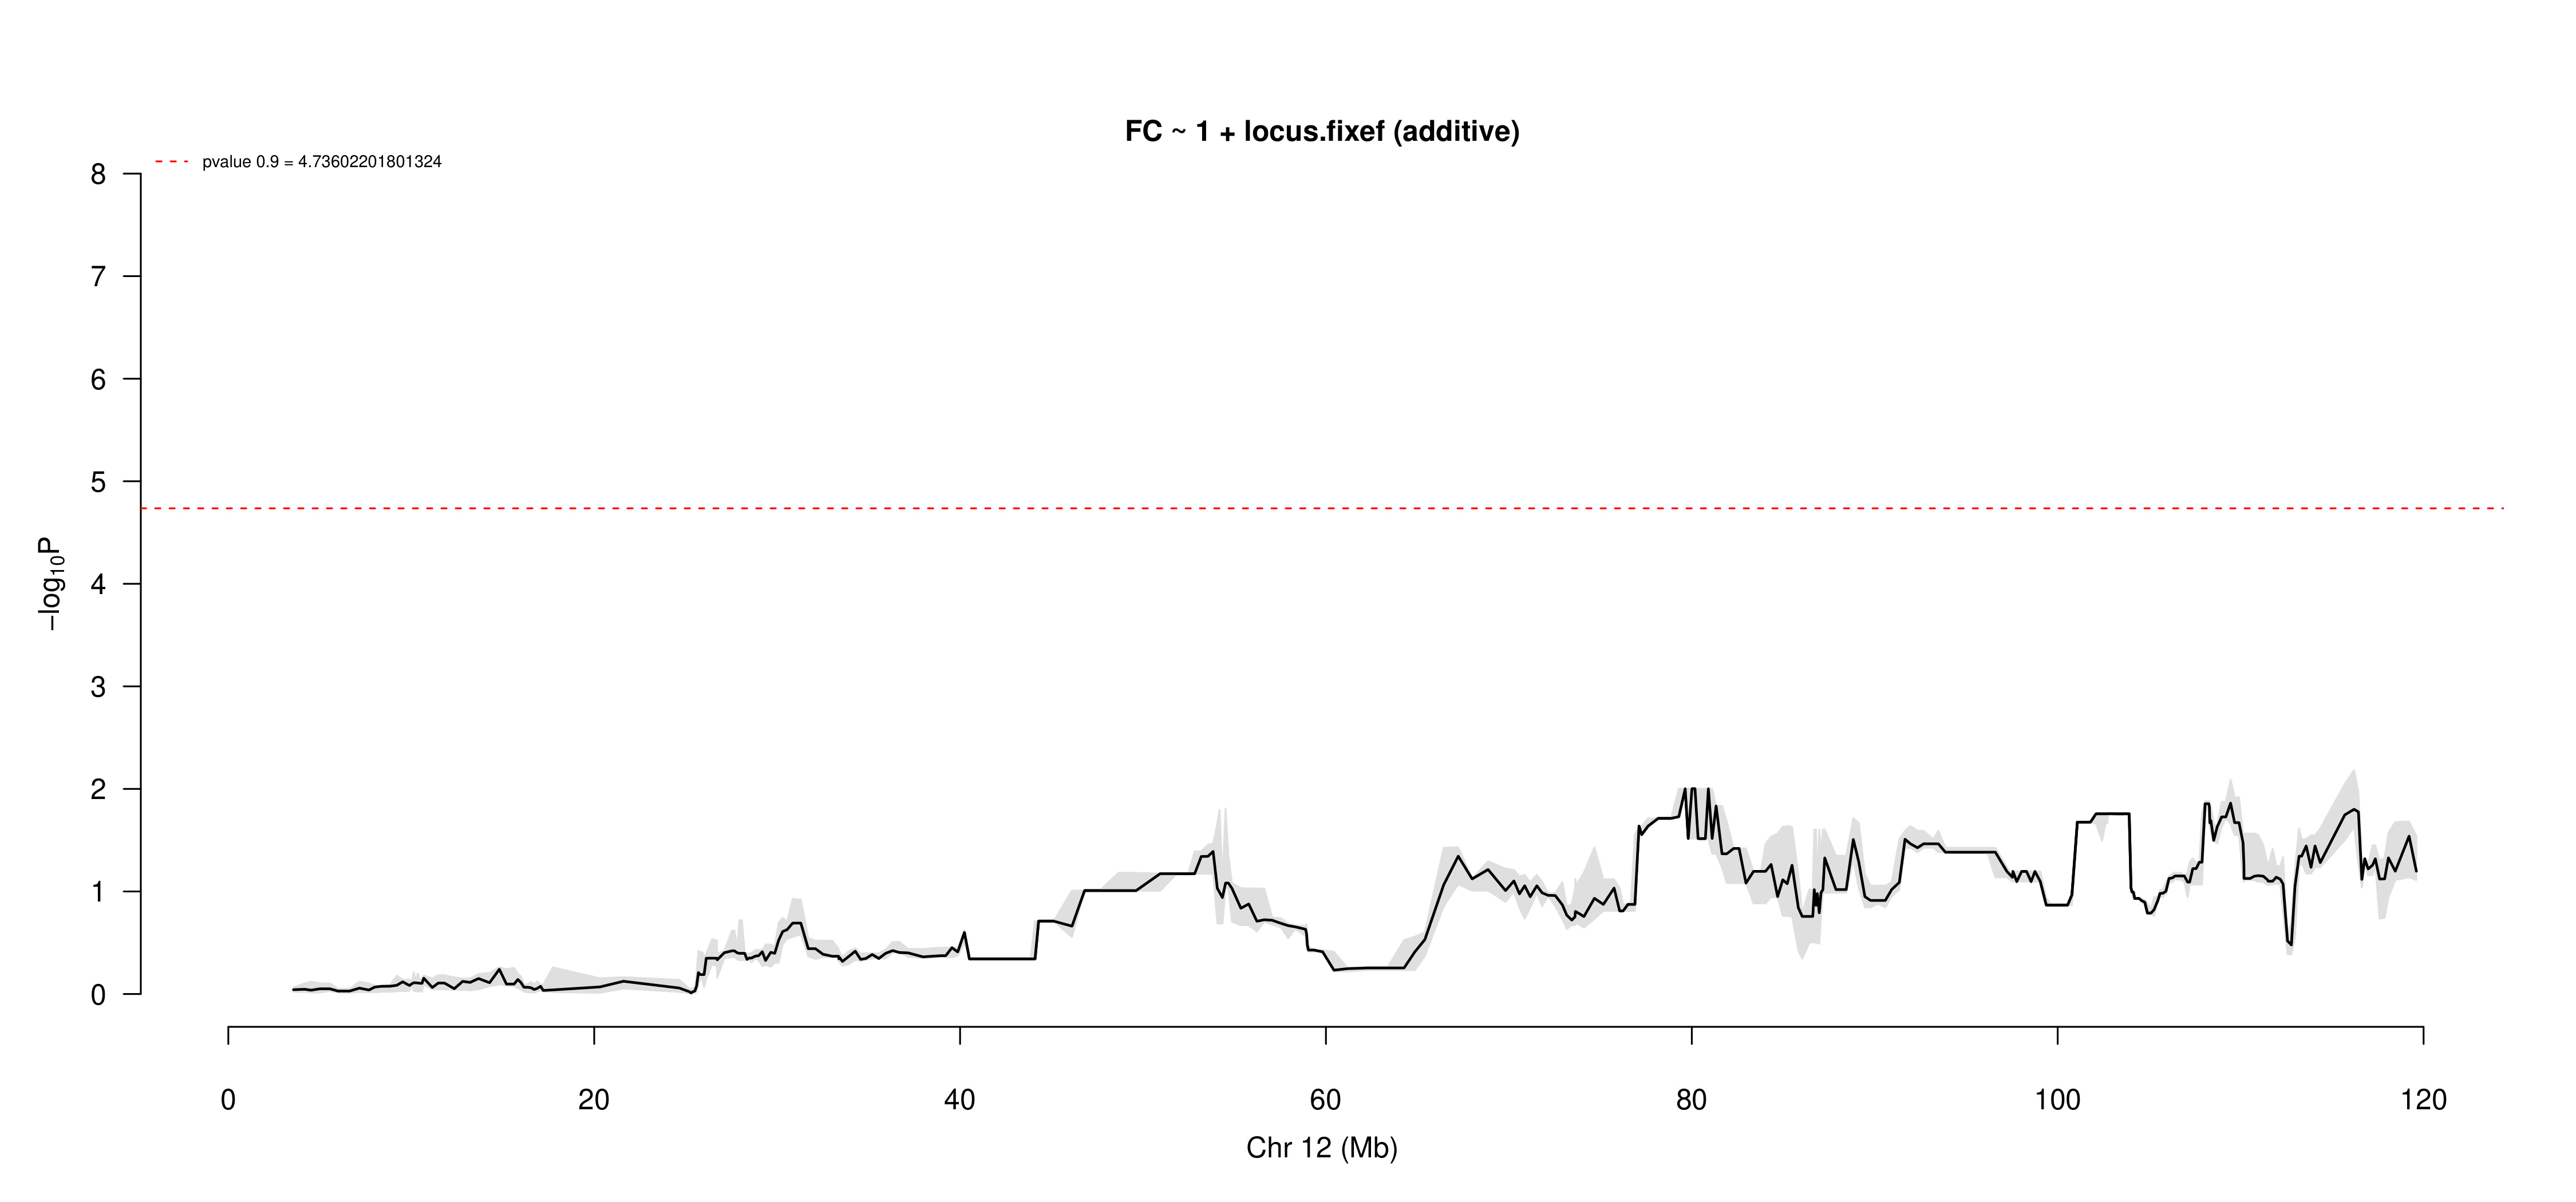 FC ~ 1 + locus.fixef (additive)
pvalue 0.9 = 4.73602201801324
8
7
6
5
4
3
2
1
0
−log10P
0 20 40 60 80 100 120
Chr 12 (Mb)